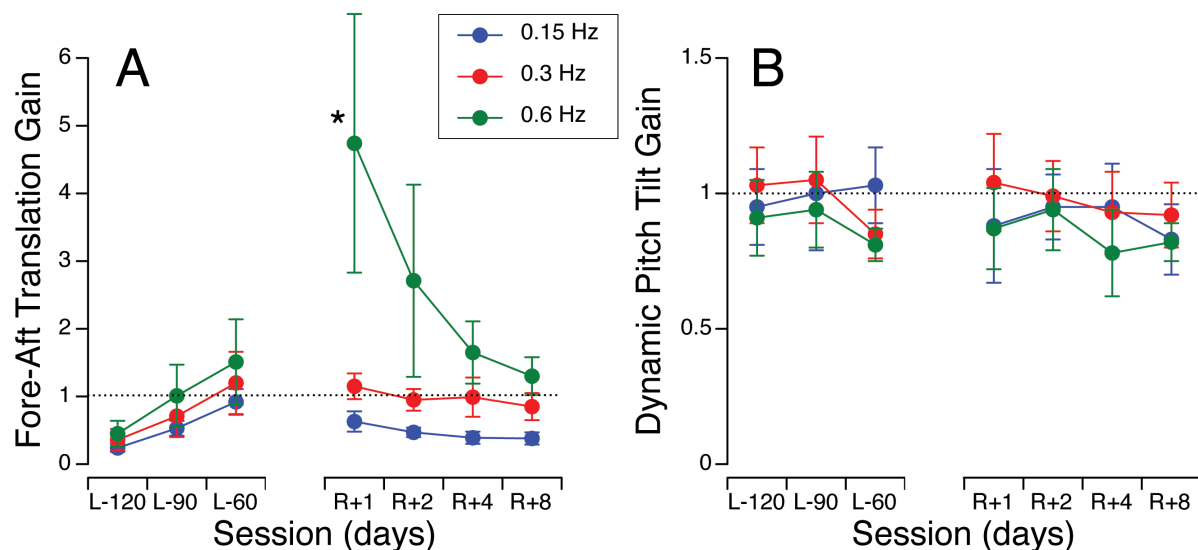 A
Fore-Aft Translation Gain
6
5
4
3
2
1
0
*
0.15 Hz
0.3 Hz
0.6 Hz
L-120 L-90 L-60 R+1 R+2 R+4 R+8
Session (days)
B
Dynamic Pitch Tilt Gain
1.5
1
0.5
0
L-120 L-90 L-60 R+1 R+2 R+4 R+8
Session (days)